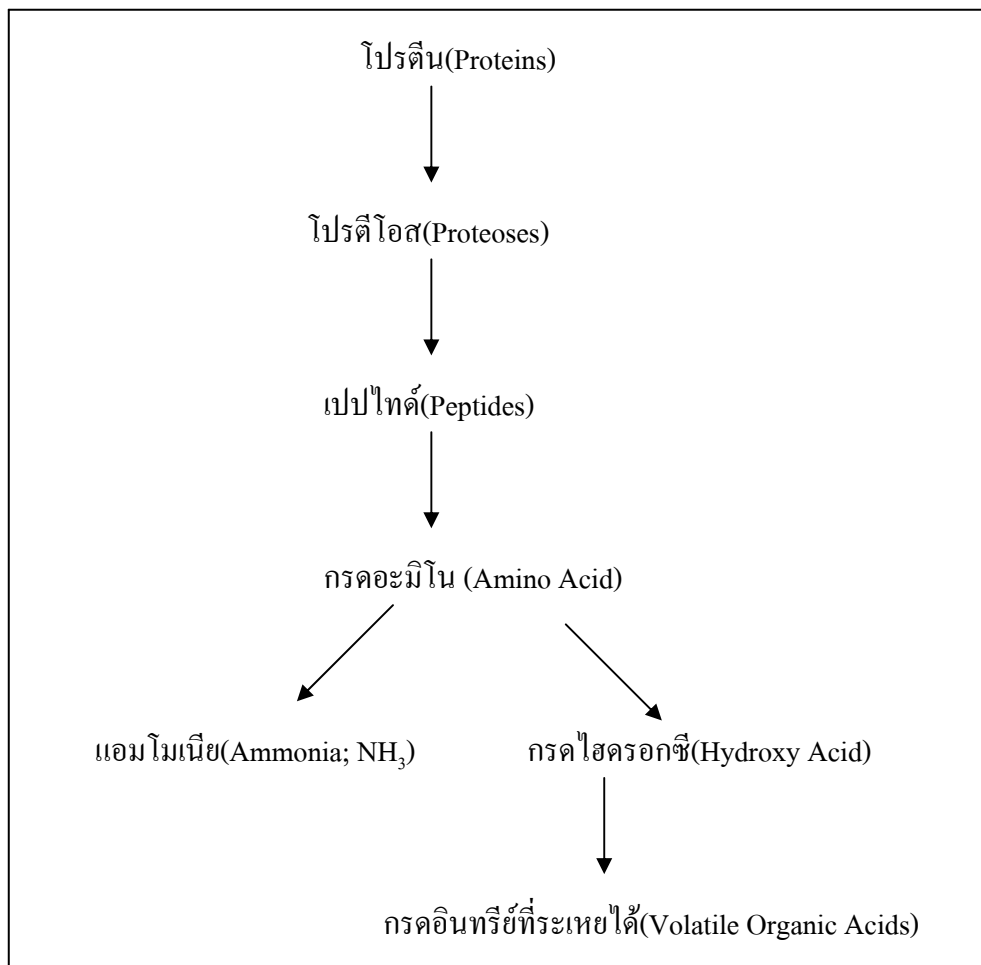 โปรตีน(Proteins)
โปรตีโอส(Proteoses)
เปปไทด์(Peptides)
กรดอะมิโน (Amino Acid)
แอมโมเนีย(Ammonia; NH₃) กรดไฮดรอกซี(Hydroxy Acid)
กรดอินทรีย์ที่ระเหยได้(Volatile Organic Acids)